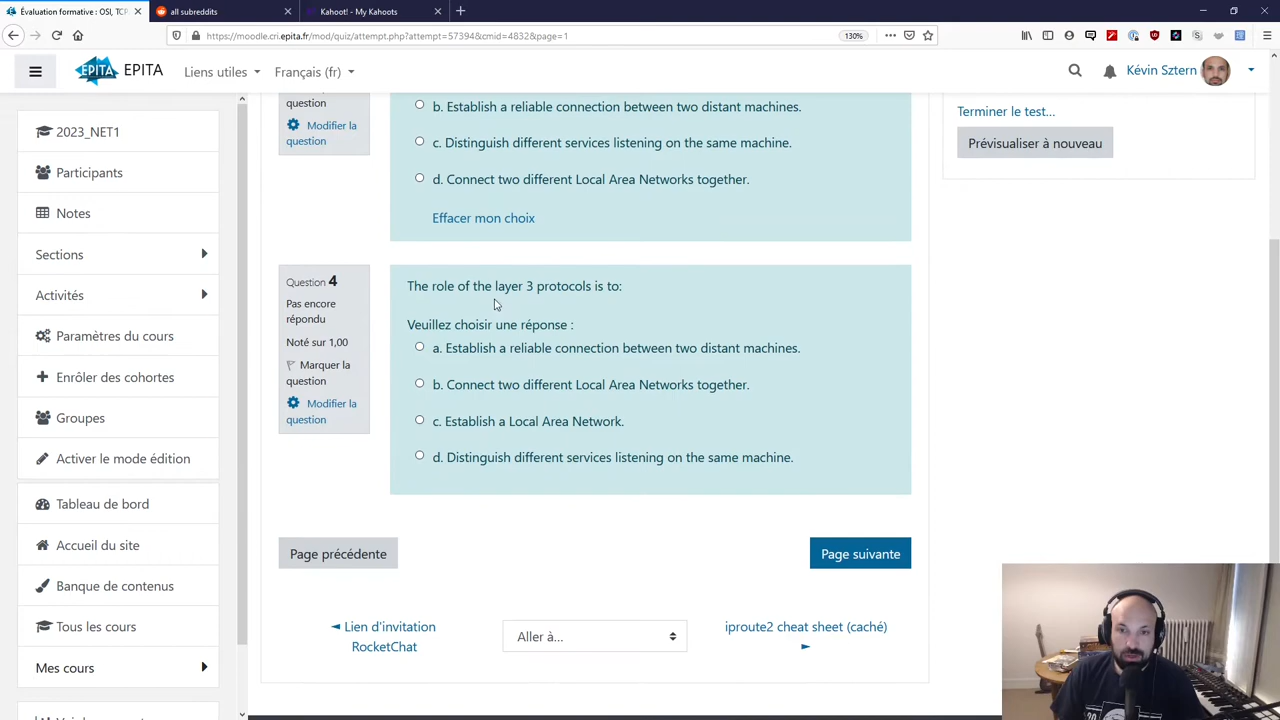 Évaluation formative : OSI, TCP
all subreddits
Kahoot! - My Kahoots
https://moodle.cri.epita.fr/mod/quiz/attempt.php?attempt=57394&cmid=4832&page=1
130%
EPITA
EPITA
Liens utiles
Français (fr)
Kévin Sztern
2023_NET1
Participants
Notes
Sections
Activités
Paramètres du cours
Enrôler des cohortes
Groupes
Activer le mode édition
Tableau de bord
Accueil du site
Banque de contenus
Tous les cours
Mes cours
question
Modifier la
question
b. Establish a reliable connection between two distant machines.
c. Distinguish different services listening on the same machine.
d. Connect two different Local Area Networks together.
Effacer mon choix
Question 4
Pas encore
répondu
Noté sur 1,00
Marquer la
question
Modifier la
question
The role of the layer 3 protocols is to:
Veuillez choisir une réponse :
a. Establish a reliable connection between two distant machines.
b. Connect two different Local Area Networks together.
c. Establish a Local Area Network.
d. Distinguish different services listening on the same machine.
Page précédente
Page suivante
◄ Lien d'invitation
RocketChat
Aller à...
iproute2 cheat sheet (caché)
►
Terminer le test...
Prévisualiser à nouveau